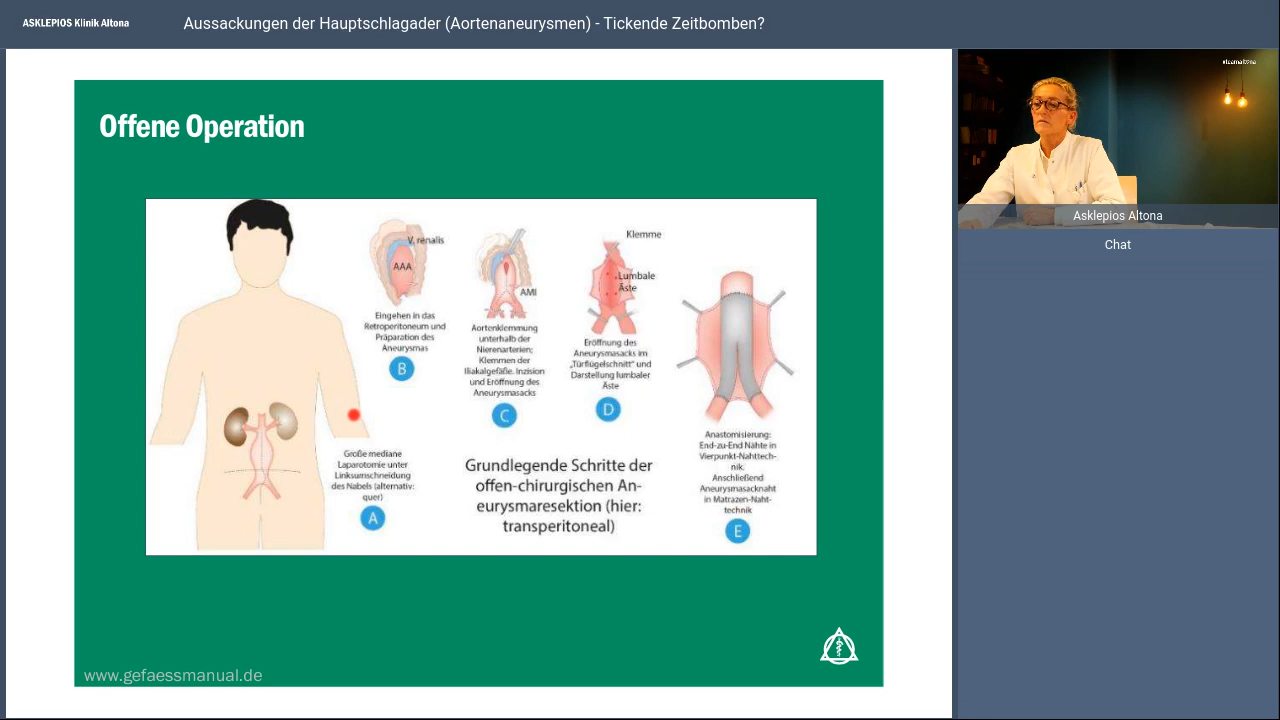 ASKLEPIOS Klinik Altona
Aussackungen der Hauptschlagader (Aortenaneurysmen) - Tickende Zeitbomben?
Offene Operation
V. renalis
AAA
Eingehen in das
Retroperitoneum und
Präparation des
Aneurysmas
B
AMI
Aortenklemmung
unterhalb der
Nierenarterien;
Klemmen der
Iliakalgefäße. Inzision
und Eröffnung des
Aneurysmasacks
C
Klemme
Lumbale
Äste
Eröffnung des
Aneurysmasacks im
„Türflügelschnitt“ und
Darstellung lumbaler
Äste
D
Große mediane
Laparotomie unter
Linksumschneidung
des Nabels (alternativ:
quer)
A
Grundlegende Schritte der
offen-chirurgischen An-
eurysmaresektion (hier:
transperitoneal)
Anastomisierung:
End-zu-End Nähte in
Vierpunkt-Nahttech-
nik.
Anschließend
Aneurysmasacknaht
in Matrazen-Naht-
technik
E
www.gefaessmanual.de
Asklepios Altona
Chat